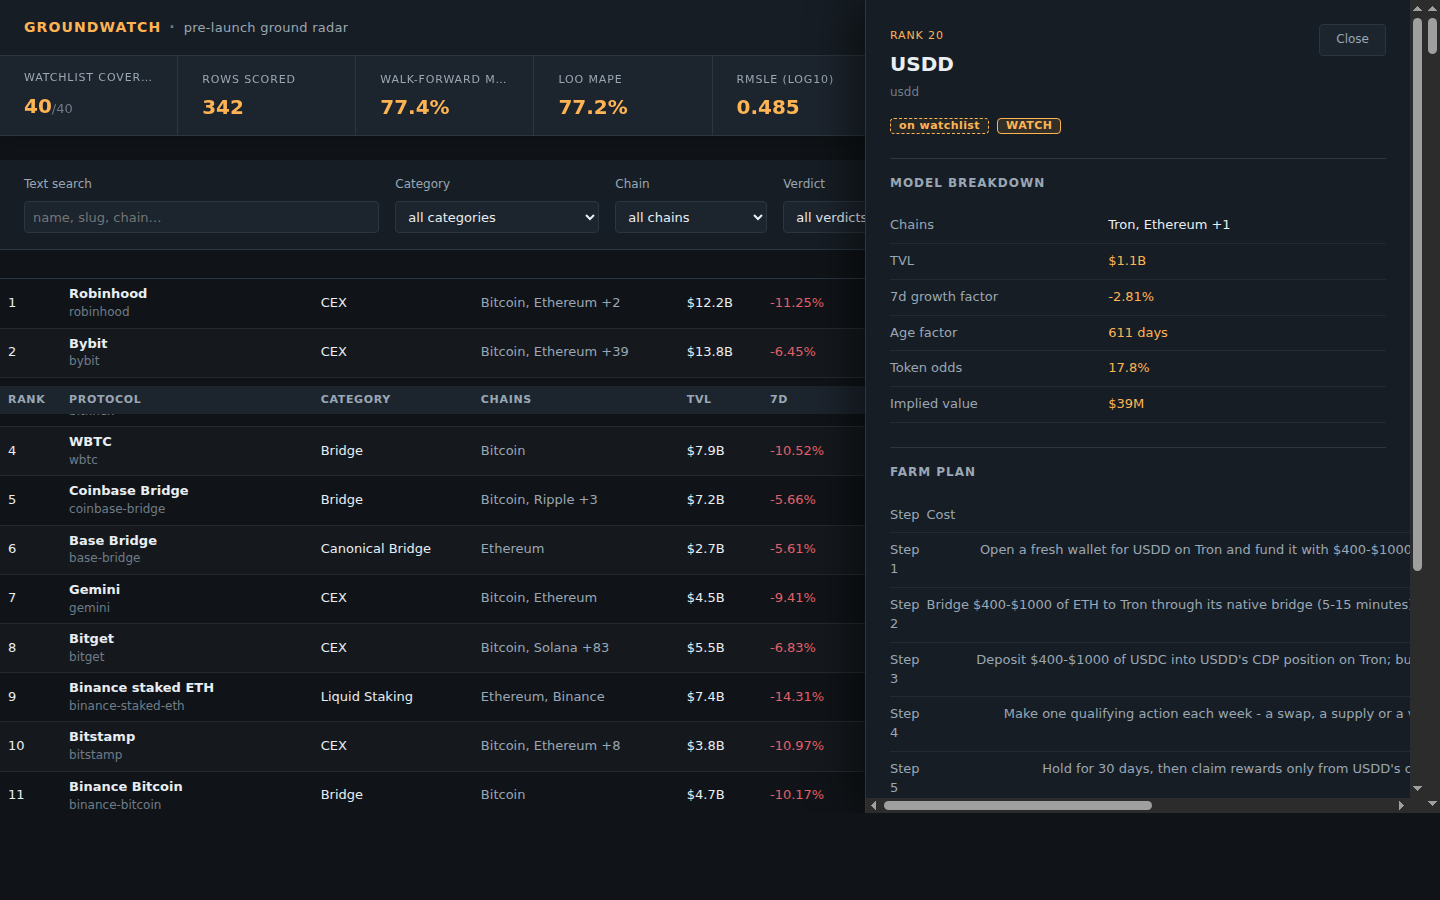 GROUNDWATCH · pre-launch ground radar
WATCHLIST COVER…
40/40
ROWS SCORED
342
WALK-FORWARD M…
77.4%
LOO MAPE
77.2%
RMSLE (LOG10)
0.485
Text search
name, slug, chain…
Category
all categories
Chain
all chains
Verdict
all verdicts
1 Robinhood CEX Bitcoin, Ethereum +2 $12.2B -11.25%
robinhood
2 Bybit CEX Bitcoin, Ethereum +39 $13.8B -6.45%
bybit
RANK PROTOCOL CATEGORY CHAINS TVL 7D
4 WBTC Bridge Bitcoin $7.9B -10.52%
wbtc
5 Coinbase Bridge Bridge Bitcoin, Ripple +3 $7.2B -5.66%
coinbase-bridge
6 Base Bridge Canonical Bridge Ethereum $2.7B -5.61%
base-bridge
7 Gemini CEX Bitcoin, Ethereum $4.5B -9.41%
gemini
8 Bitget CEX Bitcoin, Solana +83 $5.5B -6.83%
bitget
9 Binance staked ETH Liquid Staking Ethereum, Binance $7.4B -14.31%
binance-staked-eth
10 Bitstamp CEX Bitcoin, Ethereum +8 $3.8B -10.97%
bitstamp
11 Binance Bitcoin Bridge Bitcoin $4.7B -10.17%
binance-bitcoin
RANK 20
Close
USDD
usdd
on watchlist WATCH
MODEL BREAKDOWN
Chains Tron, Ethereum +1
TVL $1.1B
7d growth factor -2.81%
Age factor 611 days
Token odds 17.8%
Implied value $39M
FARM PLAN
Step Cost
Step 1 Open a fresh wallet for USDD on Tron and fund it with $400-$1000
Step 2 Bridge $400-$1000 of ETH to Tron through its native bridge (5-15 minutes)
Step 3 Deposit $400-$1000 of USDC into USDD's CDP position on Tron; bu
Step 4 Make one qualifying action each week - a swap, a supply or a
Step 5 Hold for 30 days, then claim rewards only from USDD's